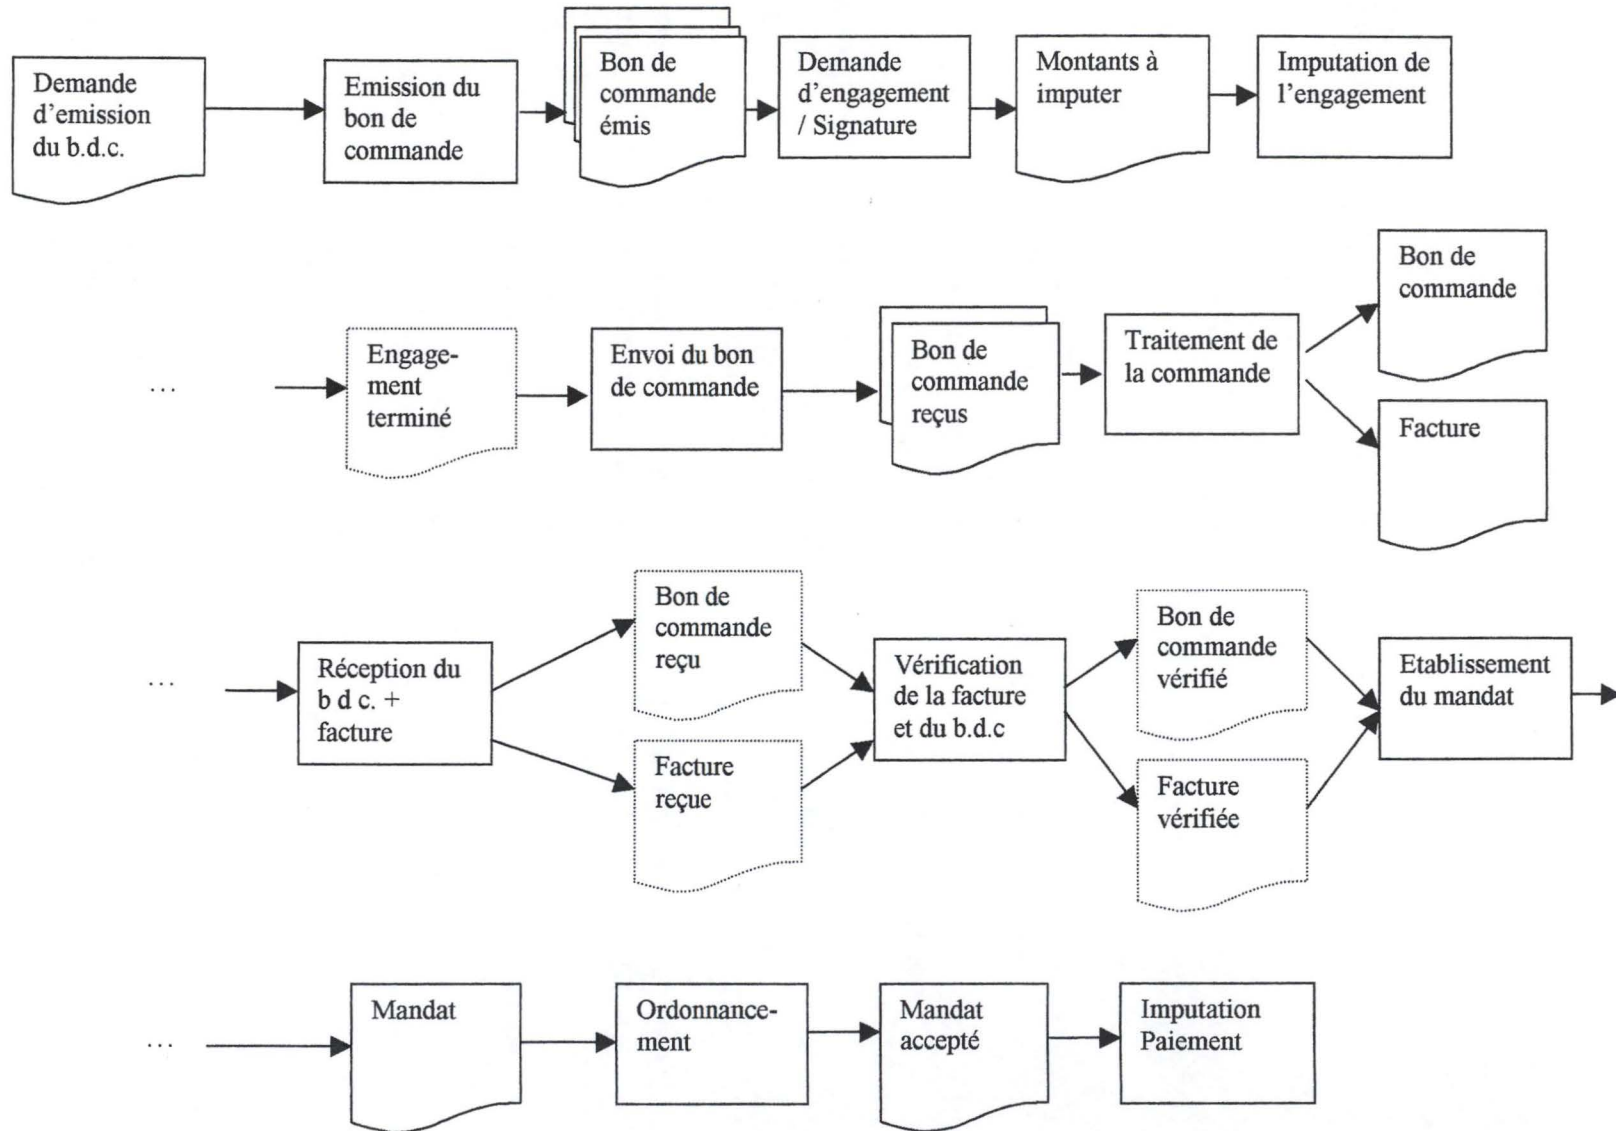 Demande
d'emission
du b.d.c.
Emission du
bon de
commande
Bon de
commande
émis
Demande
d'engagement
/ Signature
Montants à
imputer
Imputation de
l'engagement
...
Engage-
ment
terminé
Envoi du bon
de commande
Bon de
commande
reçus
Traitement de
la commande
Bon de
commande
Facture
...
Réception du
b d c. +
facture
Bon de
commande
reçu
Facture
reçue
Vérification
de la facture
et du b.d.c
Bon de
commande
vérifié
Facture
vérifiée
Etablissement
du mandat
...
Mandat
Ordonnance-
ment
Mandat
accepté
Imputation
Paiement